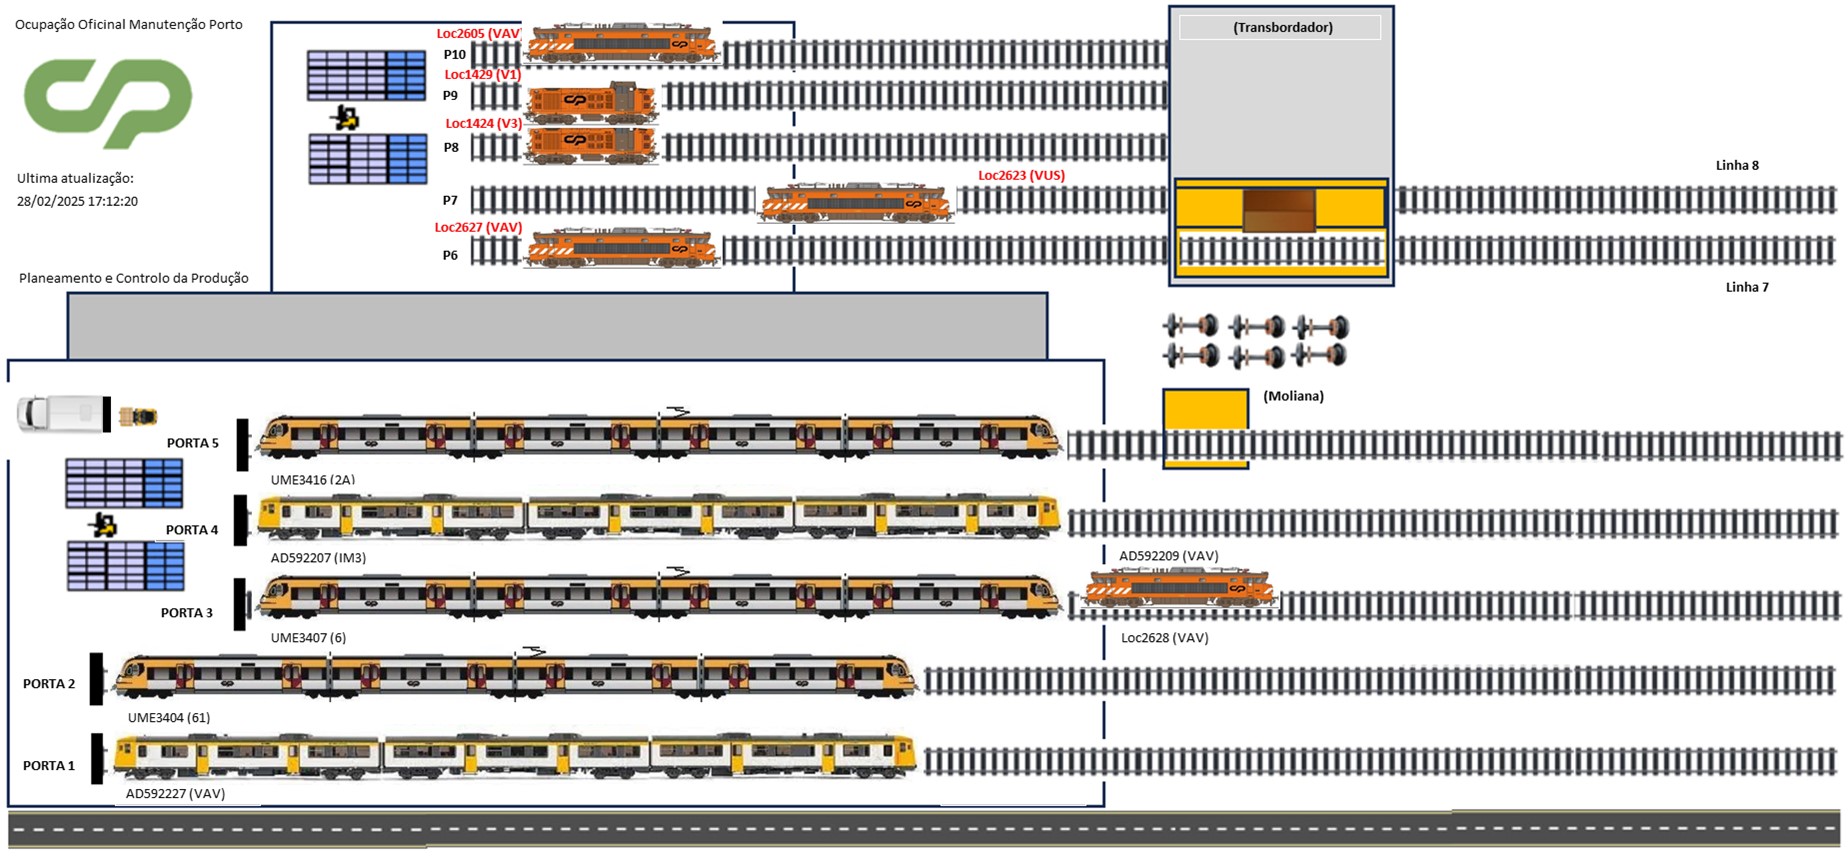 Ocupação Oficinal Manutenção Porto
Ultima atualização:
28/02/2025 17:12:20
Planeamento e Controlo da Produção
Loc2605 (VAV)
P10
Loc1429 (V1)
P9
Loc1424 (V3)
P8
P7
Loc2623 (VUS)
Loc2627 (VAV)
P6
(Transbordador)
Linha 8
Linha 7
(Moliana)
PORTA 5
UME3416 (2A)
PORTA 4
AD592207 (IM3)
AD592209 (VAV)
PORTA 3
UME3407 (6)
Loc2628 (VAV)
PORTA 2
UME3404 (61)
PORTA 1
AD592227 (VAV)